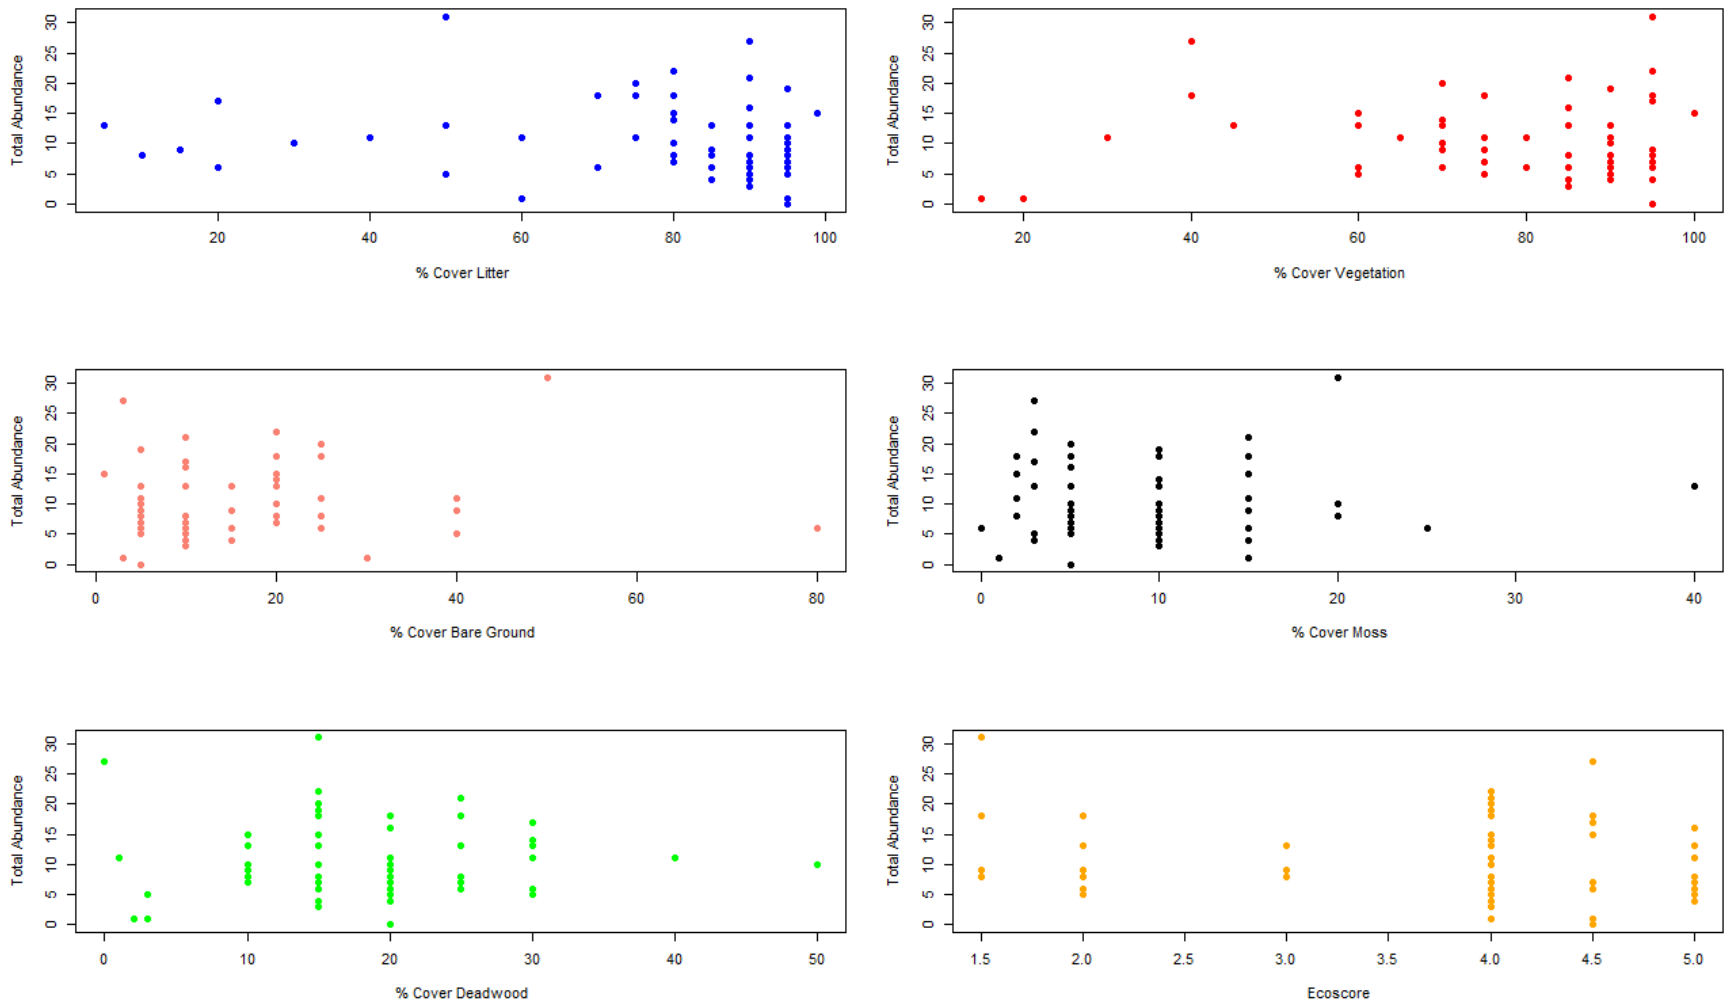 Total Abundance
0 5 10 15 20 25 30
20 40 60 80 100
% Cover Litter
Total Abundance
0 5 10 15 20 25 30
20 40 60 80 100
% Cover Vegetation
Total Abundance
0 5 10 15 20 25 30
0 20 40 60 80
% Cover Bare Ground
Total Abundance
0 5 10 15 20 25 30
0 10 20 30 40
% Cover Moss
Total Abundance
0 5 10 15 20 25 30
0 10 20 30 40 50
% Cover Deadwood
Total Abundance
0 5 10 15 20 25 30
1.5 2.0 2.5 3.0 3.5 4.0 4.5 5.0
Ecoscore